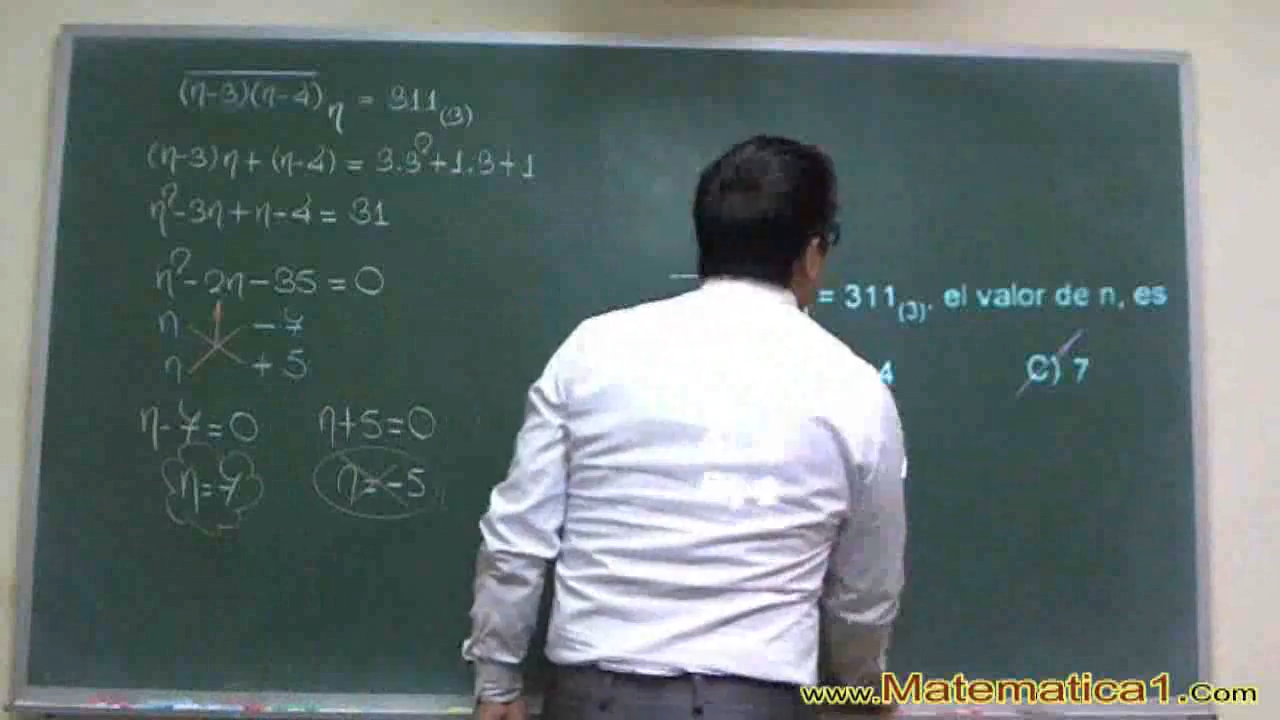 (n-3)(n-4)n = 311(3)
(n-3)n+(n-4) = 3.3²+1.3+1
n²-3n+n-4 = 31
n²-2n-35 = 0
n -7
n +5
n-7=0 n+5=0
n=7 n=-5
= 311(3), el valor de n, es
4 C) 7
www.Matematica1.Com